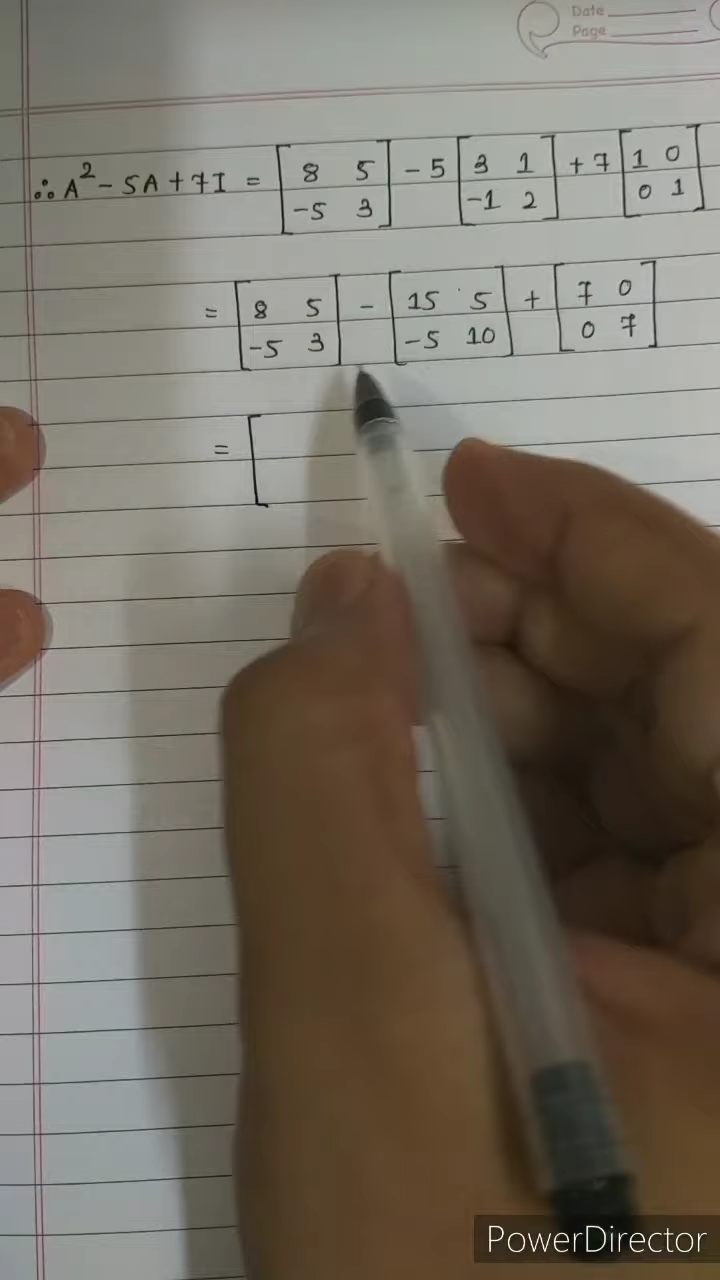 Date
Page
∴ A² - 5A + 7I = [8 5; -5 3] - 5 [3 1; -1 2] + 7 [1 0; 0 1]
= [8 5; -5 3] - [15 5; -5 10] + [7 0; 0 7]
= [
PowerDirector